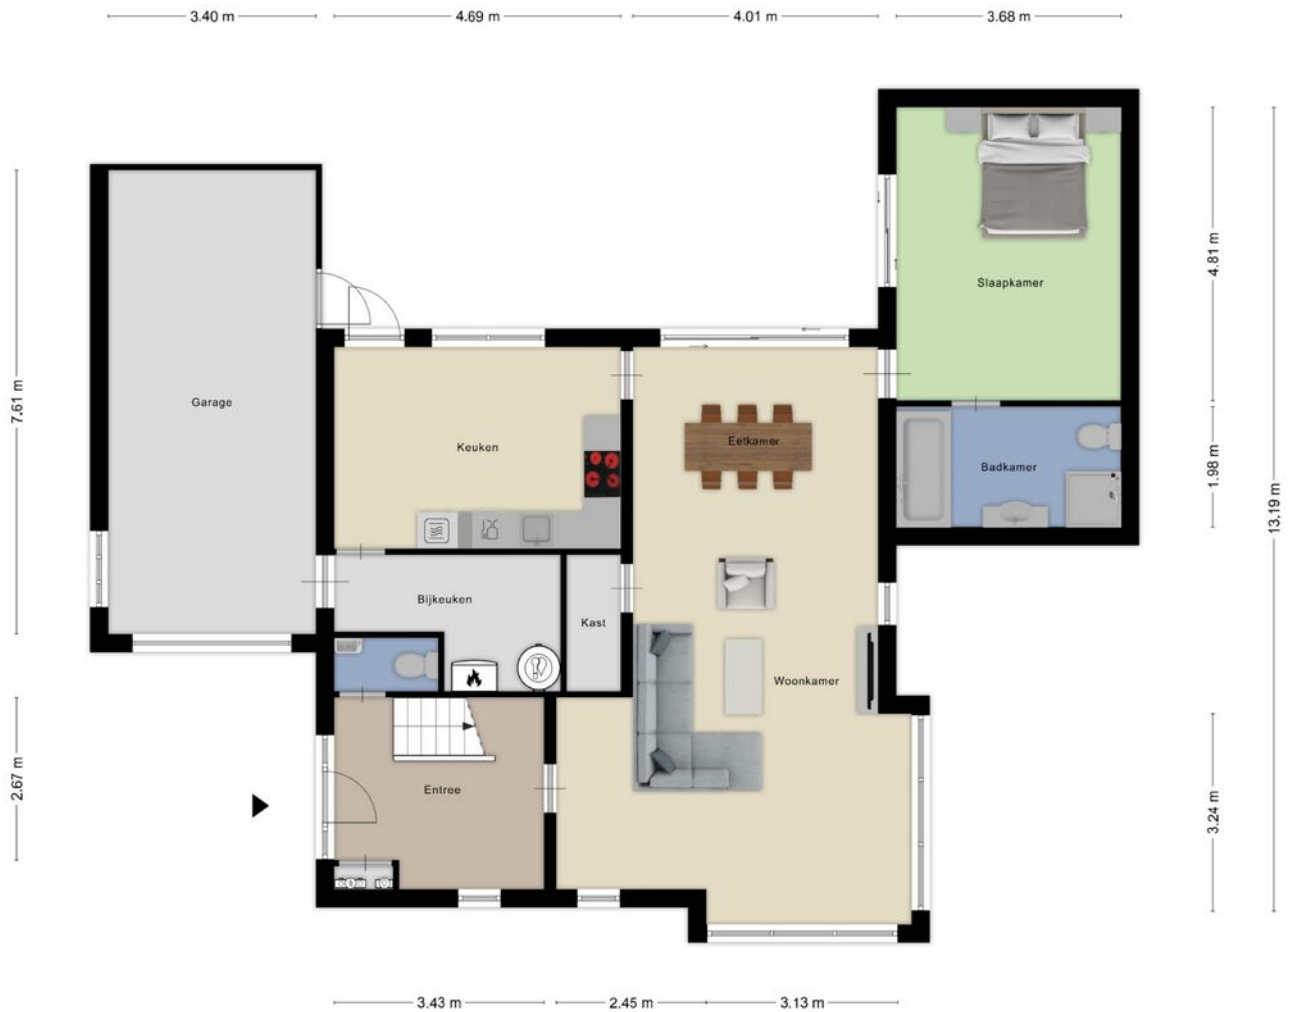 3.40 m
4.69 m
4.01 m
3.68 m
4.81 m
Slaapkamer
7.61 m
Garage
Keuken
Eetkamer
Badkamer
1.98 m
13.19 m
Bijkeuken
Kast
Woonkamer
2.67 m
Entree
3.24 m
3.43 m
2.45 m
3.13 m